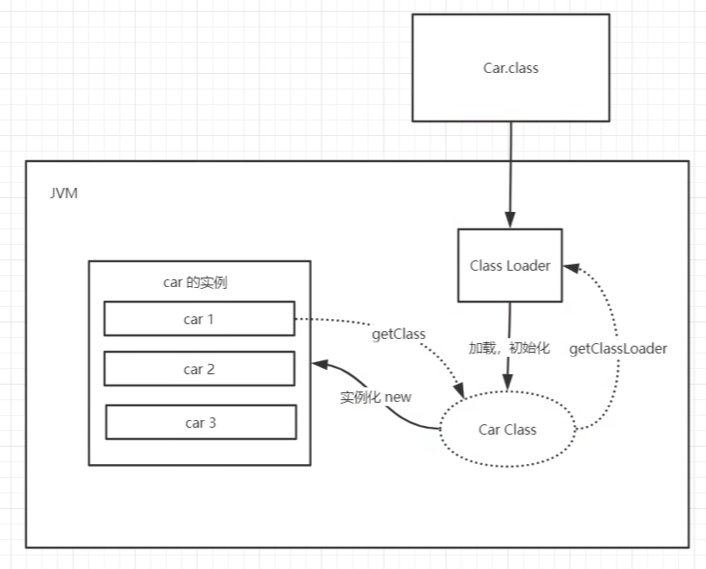 Car.class
JVM
Class Loader
car 的实例
car 1
getClass
加载，初始化
getClassLoader
car 2
实例化 new
car 3
Car Class